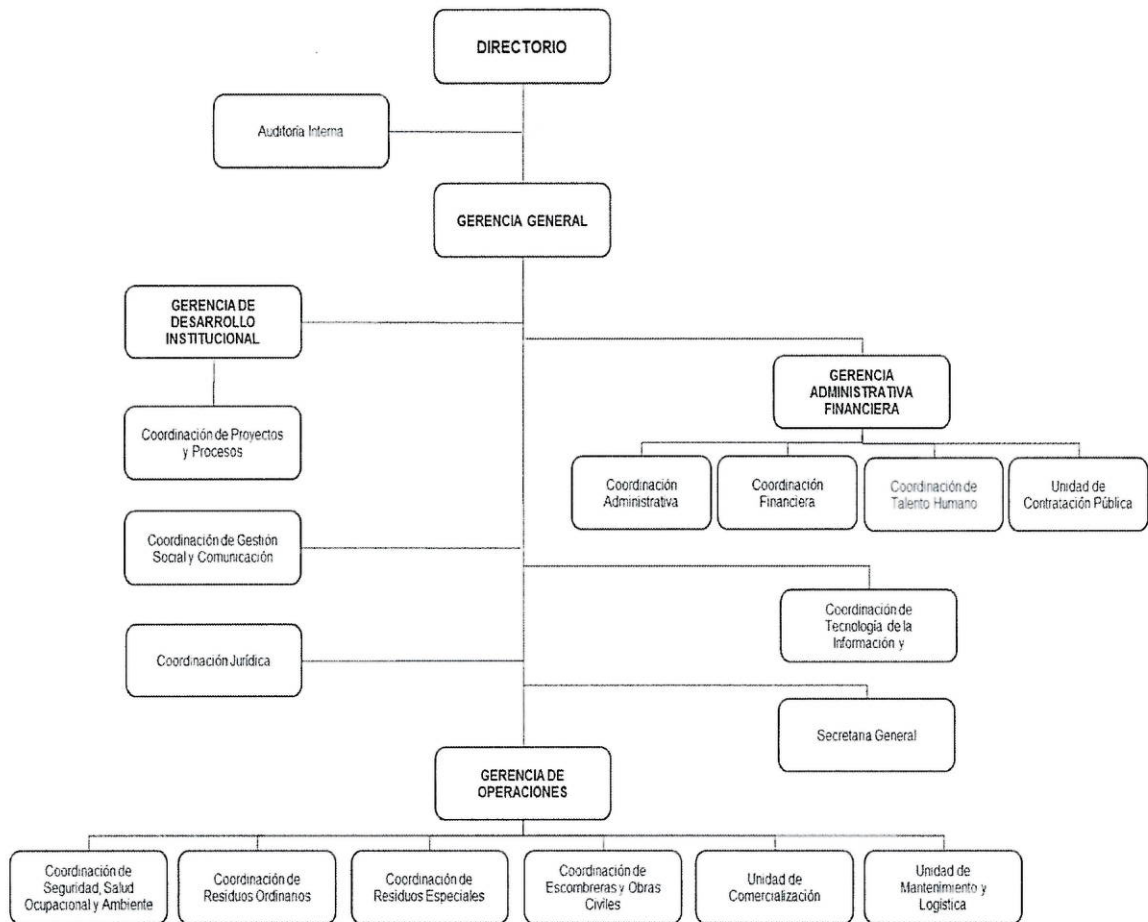 DIRECTORIO
Auditoría Interna
GERENCIA GENERAL
GERENCIA DE
DESARROLLO
INSTITUCIONAL
GERENCIA
ADMINISTRATIVA
FINANCIERA
Coordinación de Proyectos
y Procesos
Coordinación
Administrativa
Coordinación
Financiera
Coordinación de
Talento Humano
Unidad de
Contratación Pública
Coordinación de Gestión
Social y Comunicación
Coordinación de
Tecnología de la
Información y
Coordinación Jurídica
Secretaria General
GERENCIA DE
OPERACIONES
Coordinación de
Seguridad, Salud
Ocupacional y Ambiente
Coordinación de
Residuos Ordinarios
Coordinación de
Residuos Especiales
Coordinación de
Escombreras y Obras
Civiles
Unidad de
Comercialización
Unidad de
Mantenimiento y
Logística